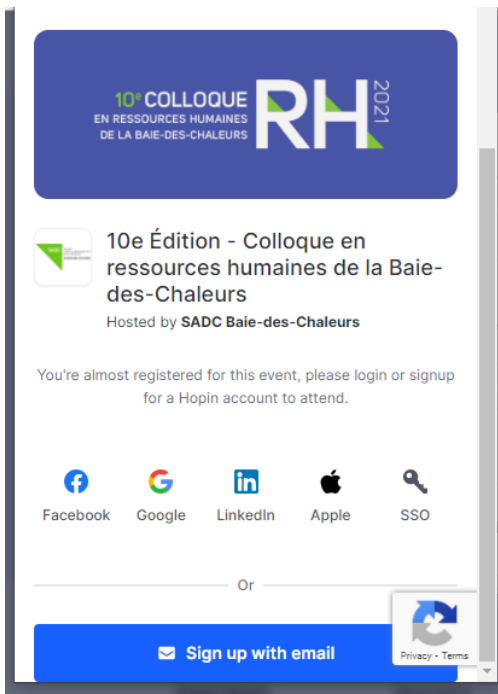 10e COLLOQUE
EN RESSOURCES HUMAINES
DE LA BAIE-DES-CHALEURS
RH
2021
SADC
10e Édition - Colloque en
ressources humaines de la Baie-
des-Chaleurs
Hosted by SADC Baie-des-Chaleurs
You're almost registered for this event, please login or signup
for a Hopin account to attend.
Facebook Google LinkedIn Apple SSO
Or
Sign up with email
Privacy - Terms